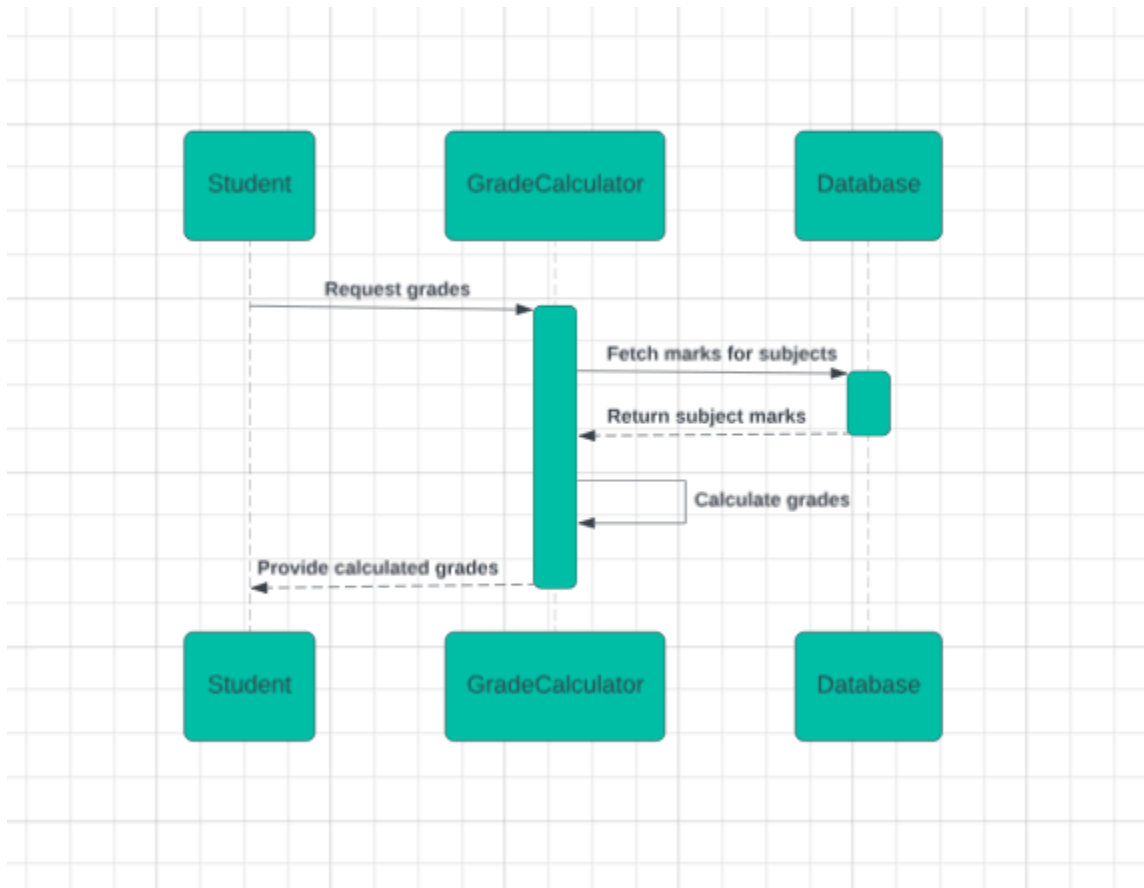 Student
GradeCalculator
Database
Request grades
Fetch marks for subjects
Return subject marks
Calculate grades
Provide calculated grades
Student
GradeCalculator
Database